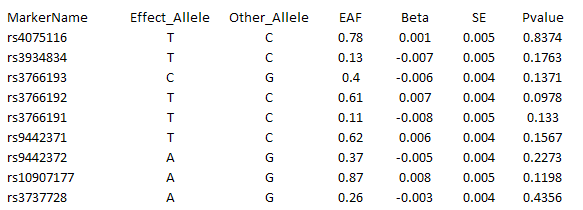 MarkerName Effect_Allele Other_Allele EAF Beta SE Pvalue
rs4075116 T C 0.78 0.001 0.005 0.8374
rs3934834 T C 0.13 -0.007 0.005 0.1763
rs3766193 C G 0.4 -0.006 0.004 0.1371
rs3766192 T C 0.61 0.007 0.004 0.0978
rs3766191 T C 0.11 -0.008 0.005 0.133
rs9442371 T C 0.62 0.006 0.004 0.1567
rs9442372 A G 0.37 -0.005 0.004 0.2273
rs10907177 A G 0.87 0.008 0.005 0.1198
rs3737728 A G 0.26 -0.003 0.004 0.4356